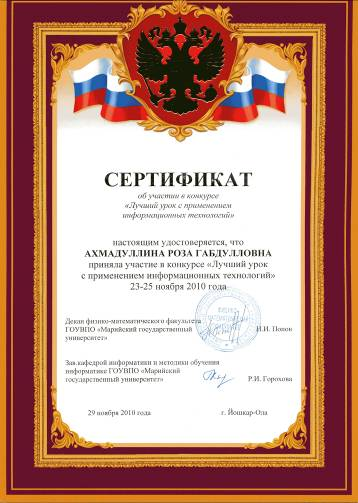 СЕРТИФИКАТ
об участии в конкурсе
«Лучший урок с применением
информационных технологий»
настоящим удостоверяется, что
АХМАДУЛЛИНА РОЗА ГАБДУЛЛОВНА
приняла участие в конкурсе «Лучший урок
с применением информационных технологий»
23-25 ноября 2010 года
Декан физико-математического факультета
ГОУВПО «Марийский государственный И.И. Попов
университет»
Зав.кафедрой информатики и методики обучения
информатике ГОУВПО «Марийский
государственный университет» Р.И. Горохова
29 ноября 2010 года г. Йошкар-Ола